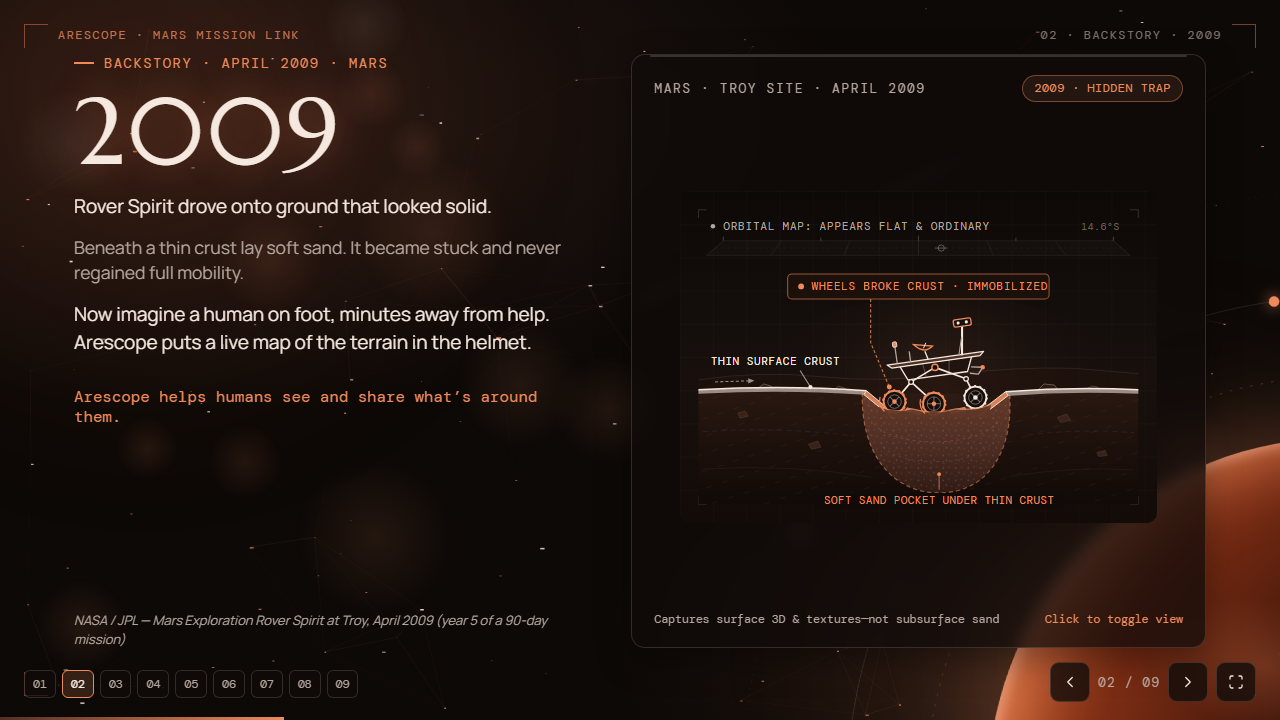 ARESCOPE · MARS MISSION LINK
02 · BACKSTORY · 2009
BACKSTORY · APRIL 2009 · MARS
2009
Rover Spirit drove onto ground that looked solid.
Beneath a thin crust lay soft sand. It became stuck and never
regained full mobility.
Now imagine a human on foot, minutes away from help.
Arescope puts a live map of the terrain in the helmet.
Arescope helps humans see and share what’s around
them.
NASA / JPL — Mars Exploration Rover Spirit at Troy, April 2009 (year 5 of a 90-day
mission)
MARS · TROY SITE · APRIL 2009
2009 · HIDDEN TRAP
ORBITAL MAP: APPEARS FLAT & ORDINARY
14.6°S
WHEELS BROKE CRUST · IMMOBILIZED
THIN SURFACE CRUST
SOFT SAND POCKET UNDER THIN CRUST
Captures surface 3D & textures—not subsurface sand
Click to toggle view
01 02 03 04 05 06 07 08 09
02 / 09